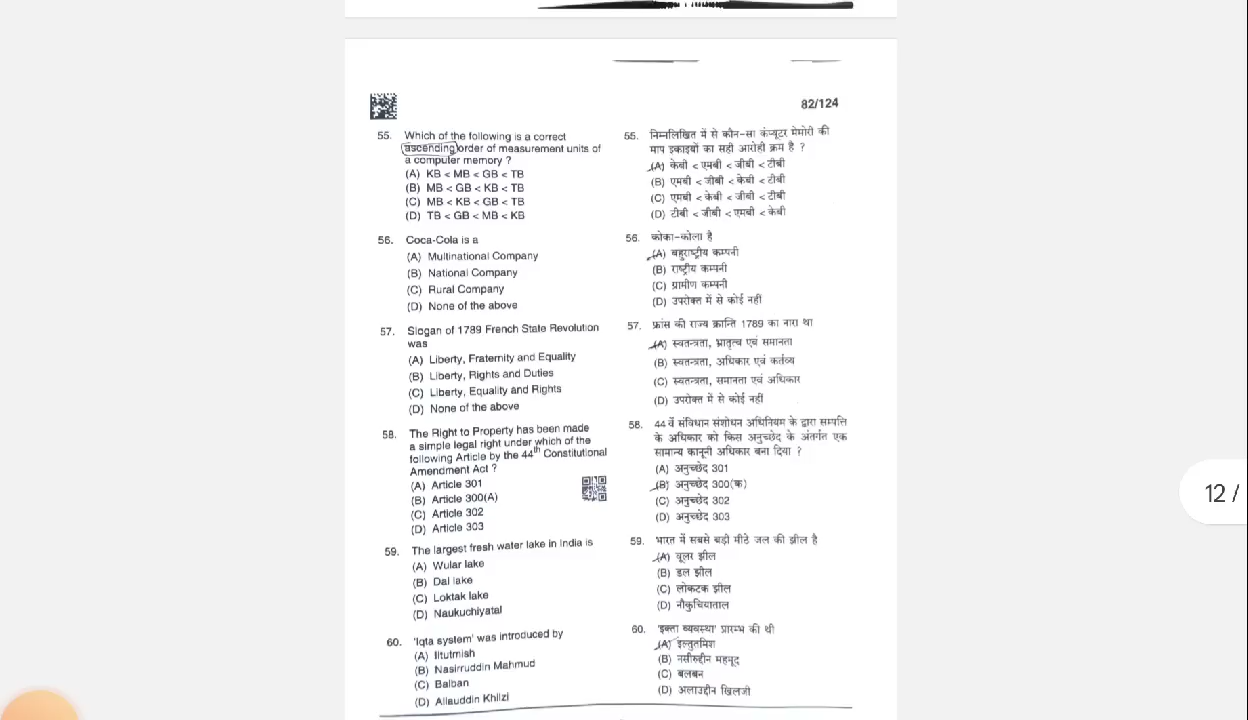 82/124
55. Which of the following is a correct
ascending order of measurement units of
a computer memory ?
(A) KB < MB < GB < TB
(B) MB < GB < KB < TB
(C) MB < KB < GB < TB
(D) TB < GB < MB < KB
56. Coca-Cola is a
(A) Multinational Company
(B) National Company
(C) Rural Company
(D) None of the above
57. Slogan of 1789 French State Revolution
was
(A) Liberty, Fraternity and Equality
(B) Liberty, Rights and Duties
(C) Liberty, Equality and Rights
(D) None of the above
58. The Right to Property has been made
a simple legal right under which of the
following Article by the 44th Constitutional
Amendment Act ?
(A) Article 301
(B) Article 300(A)
(C) Article 302
(D) Article 303
59. The largest fresh water lake in India is
(A) Wular lake
(B) Dal lake
(C) Loktak lake
(D) Naukuchiyatal
60. 'Iqta system' was introduced by
(A) Iltutmish
(B) Nasirruddin Mahmud
(C) Balban
(D) Allauddin Khilzi
55. निम्नलिखित में से कौन-सा कंप्यूटर मेमोरी की
माप इकाइयों का सही आरोही क्रम है ?
(A) केबी < एमबी < जीबी < टीबी
(B) एमबी < जीबी < केबी < टीबी
(C) एमबी < केबी < जीबी < टीबी
(D) टीबी < जीबी < एमबी < केबी
56. कोका-कोला है
(A) बहुराष्ट्रीय कम्पनी
(B) राष्ट्रीय कम्पनी
(C) ग्रामीण कम्पनी
(D) उपरोक्त में से कोई नहीं
57. फ्रांस की राज्य क्रान्ति 1789 का नारा था
(A) स्वतन्त्रता, भ्रातृत्व एवं समानता
(B) स्वतन्त्रता, अधिकार एवं कर्तव्य
(C) स्वतन्त्रता, समानता एवं अधिकार
(D) उपरोक्त में से कोई नहीं
58. 44 वें संविधान संशोधन अधिनियम के द्वारा सम्पत्ति
के अधिकार को किस अनुच्छेद के अंतर्गत एक
सामान्य कानूनी अधिकार बना दिया ?
(A) अनुच्छेद 301
(B) अनुच्छेद 300(क)
(C) अनुच्छेद 302
(D) अनुच्छेद 303
59. भारत में सबसे बड़ी मीठे जल की झील है
(A) वूलर झील
(B) डल झील
(C) लोकटक झील
(D) नौकुचियाताल
60. 'इक्ता व्यवस्था' प्रारम्भ की थी
(A) इल्तुतमिश
(B) नसीरुद्दीन महमूद
(C) बलबन
(D) अलाउद्दीन खिलजी
12 /